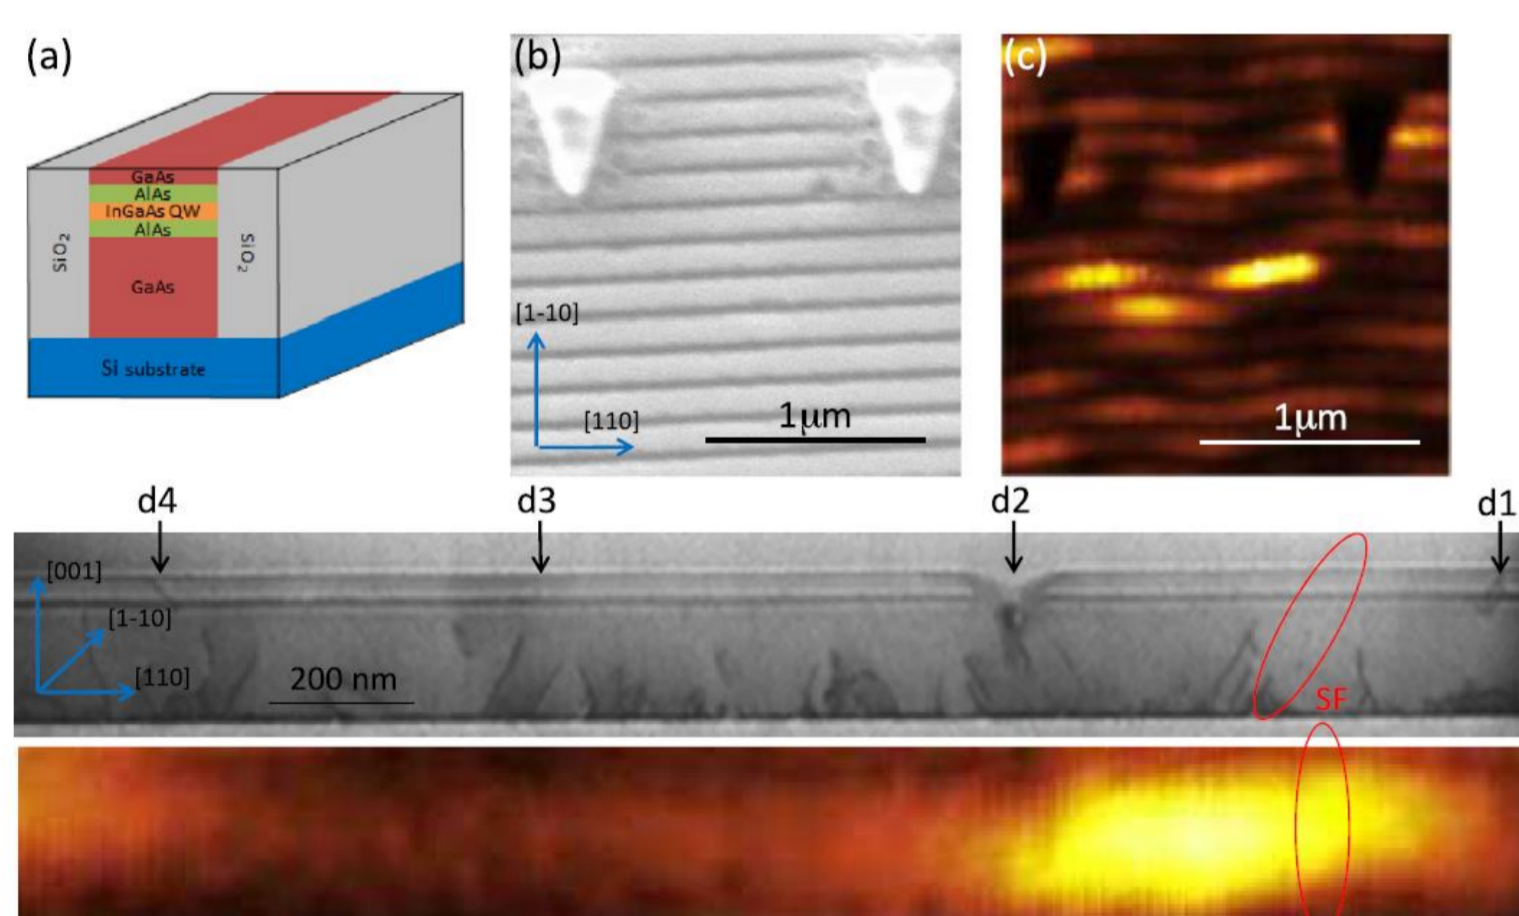 (a)
GaAs
AlAs
InGaAs QW
AlAs
SiO2
SiO2
GaAs
Si substrate
(b)
[1-10]
[110]
1μm
(c)
1μm
d4
d3
d2
d1
[001]
[1-10]
[110]
200 nm
SF